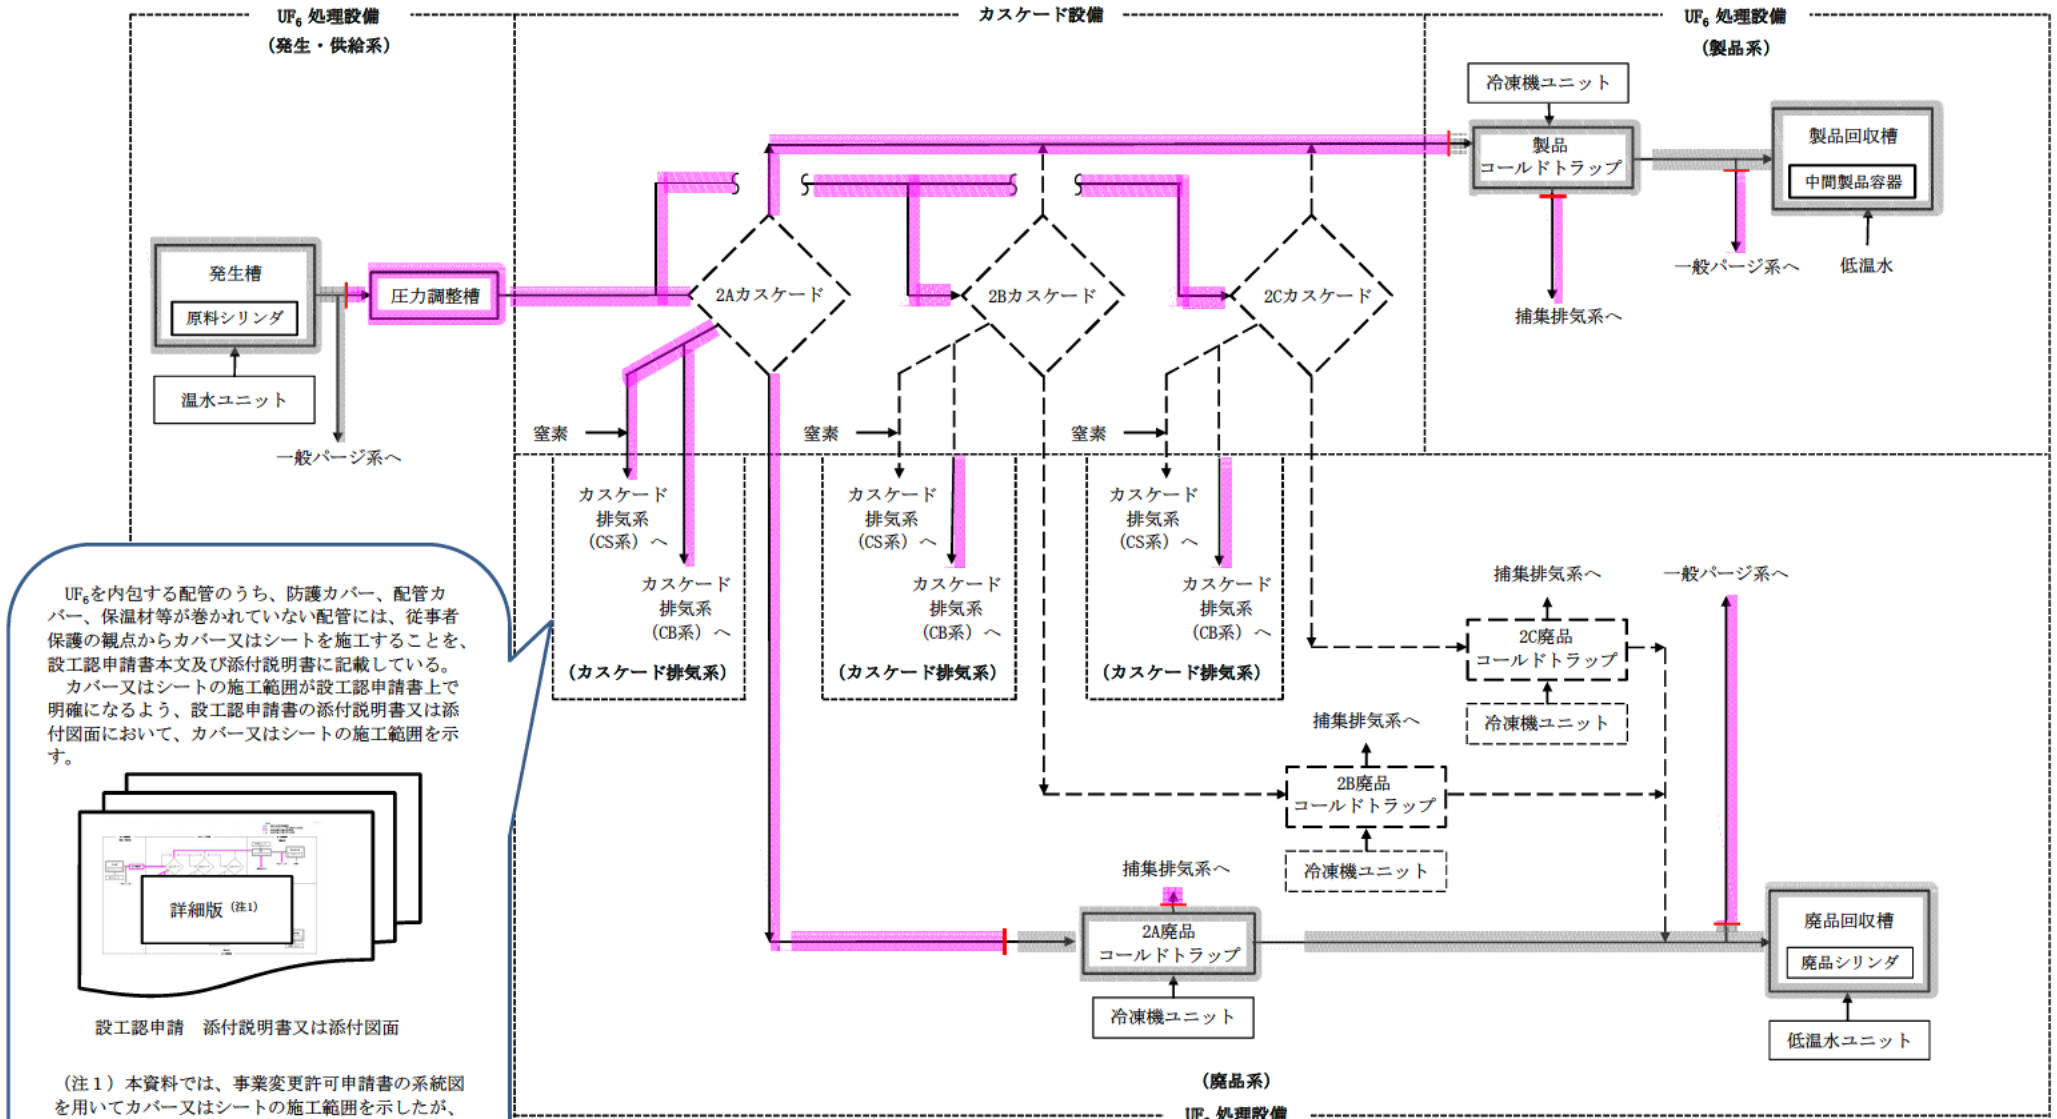 UF₆ 処理設備
(発生・供給系)
カスケード設備
UF₆ 処理設備
(製品系)
冷凍機ユニット
製品
コールドトラップ
製品回収槽
中間製品容器
一般パージ系へ
低温水
捕集排気系へ
発生槽
原料シリンダ
圧力調整槽
温水ユニット
一般パージ系へ
2Aカスケード
2Bカスケード
2Cカスケード
窒素
窒素
窒素
カスケード
排気系
(CS系) へ
カスケード
排気系
(CB系) へ
(カスケード排気系)
カスケード
排気系
(CS系) へ
カスケード
排気系
(CB系) へ
(カスケード排気系)
カスケード
排気系
(CS系) へ
カスケード
排気系
(CB系) へ
(カスケード排気系)
捕集排気系へ
一般パージ系へ
2C廃品
コールドトラップ
冷凍機ユニット
捕集排気系へ
2B廃品
コールドトラップ
冷凍機ユニット
捕集排気系へ
2A廃品
コールドトラップ
冷凍機ユニット
廃品回収槽
廃品シリンダ
低温水ユニット
(廃品系)
UF₆ 処理設備
UF₆を内包する配管のうち、防護カバー、配管カ
バー、保温材等が巻かれていない配管には、従事者
保護の観点からカバー又はシートを施工することを、
設工認申請書本文及び添付説明書に記載している。
カバー又はシートの施工範囲が設工認申請書上で
明確になるよう、設工認申請書の添付説明書又は添
付図面において、カバー又はシートの施工範囲を示
す。
詳細版 (注1)
設工認申請 添付説明書又は添付図面
(注1) 本資料では、事業変更許可申請書の系統図
を用いてカバー又はシートの施工範囲を示したが、